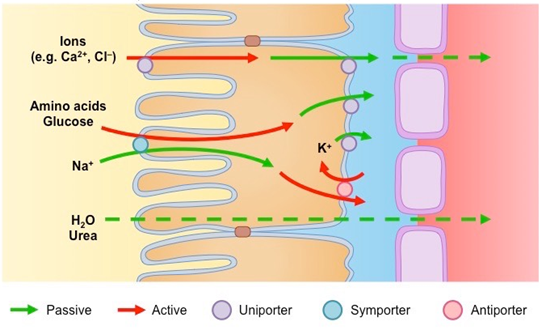 Ions
(e.g. Ca²⁺, Cl⁻)
Amino acids
Glucose
K⁺
Na⁺
H₂O
Urea
Passive
Active
Uniporter
Symporter
Antiporter